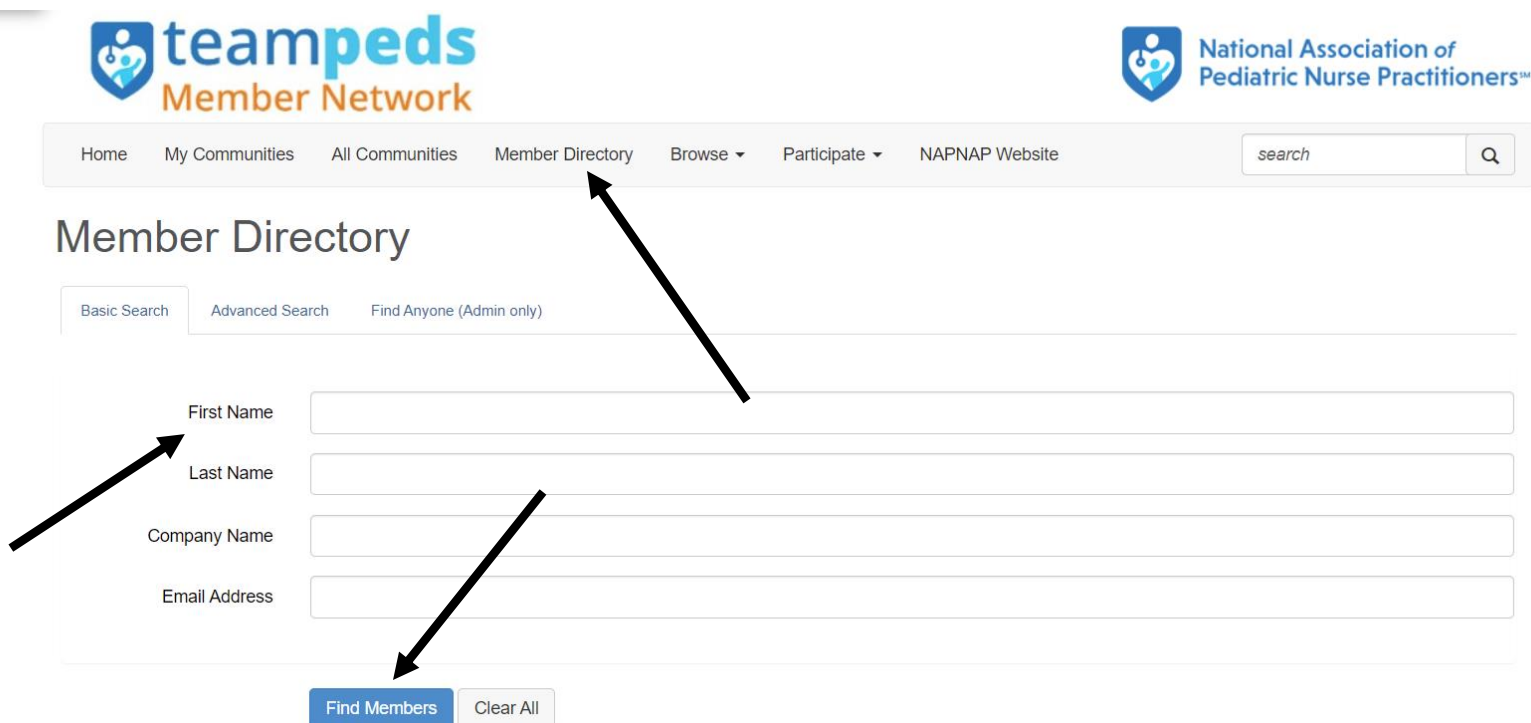 teampeds
Member Network
National Association of
Pediatric Nurse Practitioners℠
Home My Communities All Communities Member Directory Browse Participate NAPNAP Website search
Member Directory
Basic Search Advanced Search Find Anyone (Admin only)
First Name
Last Name
Company Name
Email Address
Find Members Clear All